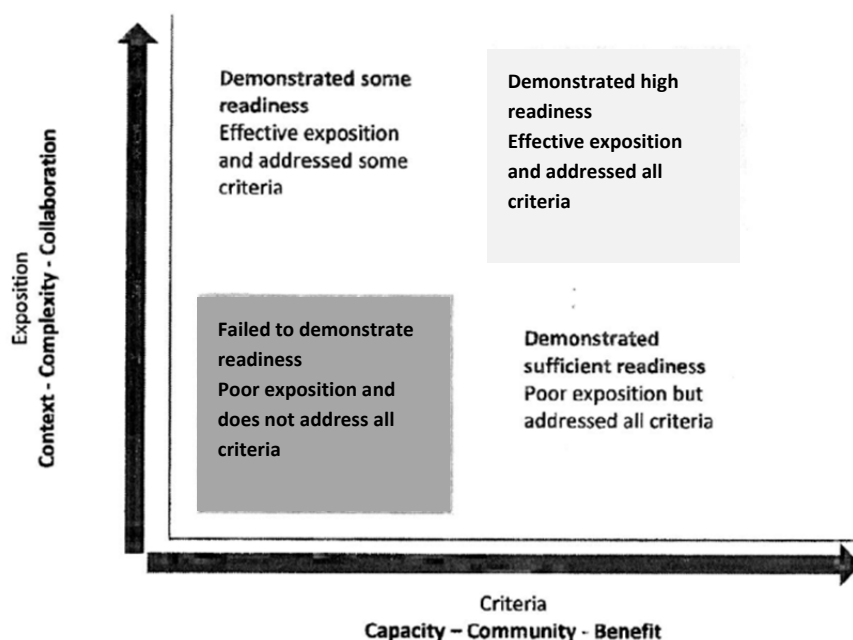 Demonstrated some
readiness
Effective exposition
and addressed some
criteria
Demonstrated high
readiness
Effective exposition
and addressed all
criteria
Failed to demonstrate
readiness
Poor exposition and
does not address all
criteria
Demonstrated
sufficient readiness
Poor exposition but
addressed all criteria
Exposition
Context - Complexity - Collaboration
Criteria
Capacity – Community - Benefit